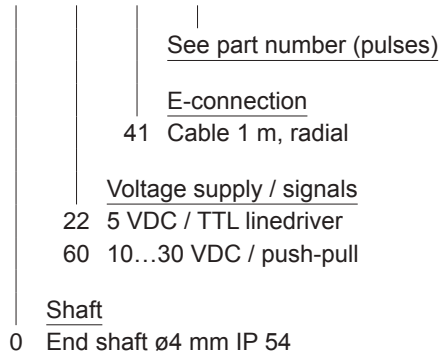 See part number (pulses)
E-connection
41 Cable 1 m, radial
Voltage supply / signals
22 5 VDC / TTL linedriver
60 10…30 VDC / push-pull
Shaft
0 End shaft ø4 mm IP 54